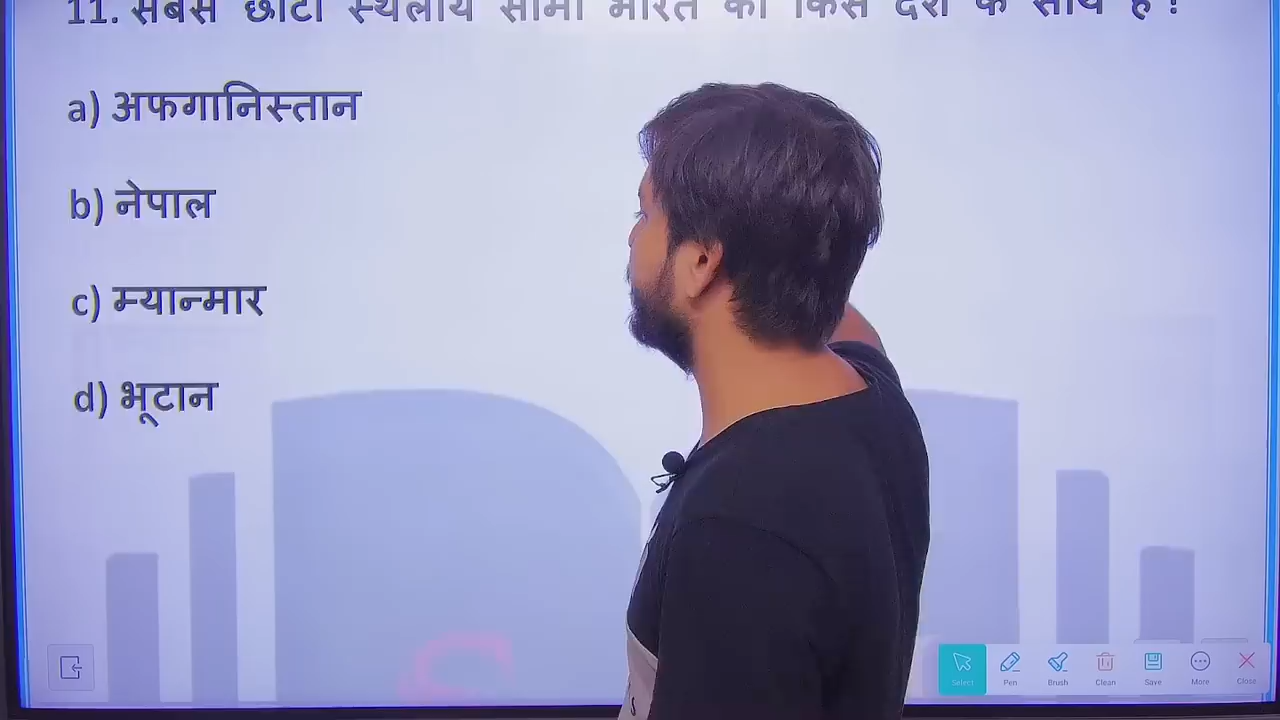 11. सबसे छोटी स्थलीय सीमा भारत की किस देश के साथ है ?
a) अफगानिस्तान
b) नेपाल
c) म्यान्मार
d) भूटान
Select Pen Brush Clean Save More Close